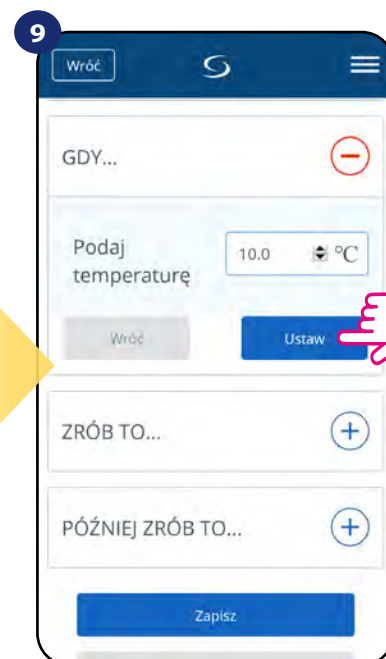 9
Wróć
GDY...
Podaj
temperaturę
10.0 °C
Wróć
Ustaw
ZRÓB TO...
PÓŹNIEJ ZRÓB TO...
Zapisz